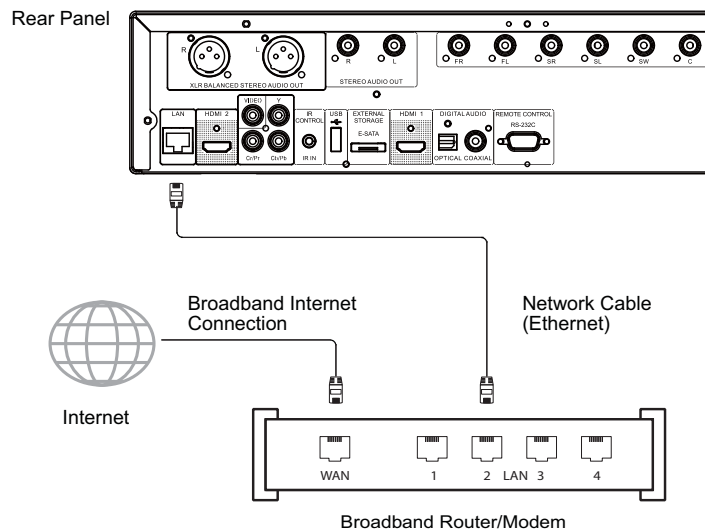 Rear Panel
R
L
XLR BALANCED STEREO AUDIO OUT
R
L
STEREO AUDIO OUT
FR
FL
SR
SL
SW
C
LAN
HDMI 2
VIDEO
Y
Cr/Pr
Cb/Pb
IR
CONTROL
IR IN
USB
EXTERNAL
STORAGE
E-SATA
HDMI 1
DIGITAL AUDIO
OPTICAL
COAXIAL
REMOTE CONTROL
RS-232C
Broadband Internet
Connection
Network Cable
(Ethernet)
Internet
WAN
1
2
LAN
3
4
Broadband Router/Modem